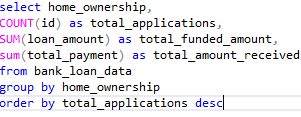 select home_ownership,
COUNT(id) as total_applications,
SUM(loan_amount) as total_funded_amount,
sum(total_payment) as total_amount_received
from bank_loan_data
group by home_ownership
order by total_applications desc